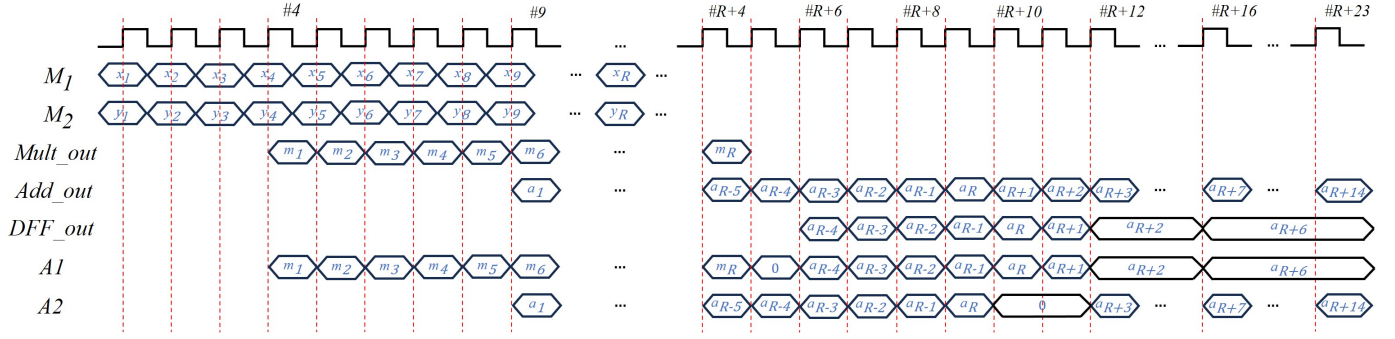 #4 #9 #R+4 #R+6 #R+8 #R+10 #R+12 #R+16 #R+23
... ... ...
M1 x1 x2 x3 x4 x5 x6 x7 x8 x9 ... xR ...
M2 y1 y2 y3 y4 y5 y6 y7 y8 y9 ... yR ...
Mult_out m1 m2 m3 m4 m5 m6 ... mR
Add_out a1 ... aR-5 aR-4 aR-3 aR-2 aR-1 aR aR+1 aR+2 aR+3 ... aR+7 ... aR+14
DFF_out aR-4 aR-3 aR-2 aR-1 aR aR+1 aR+2 aR+6
A1 m1 m2 m3 m4 m5 m6 ... mR 0 aR-4 aR-3 aR-2 aR-1 aR aR+1 aR+2 aR+6
A2 a1 ... aR-5 aR-4 aR-3 aR-2 aR-1 aR 0 aR+3 ... aR+7 ... aR+14